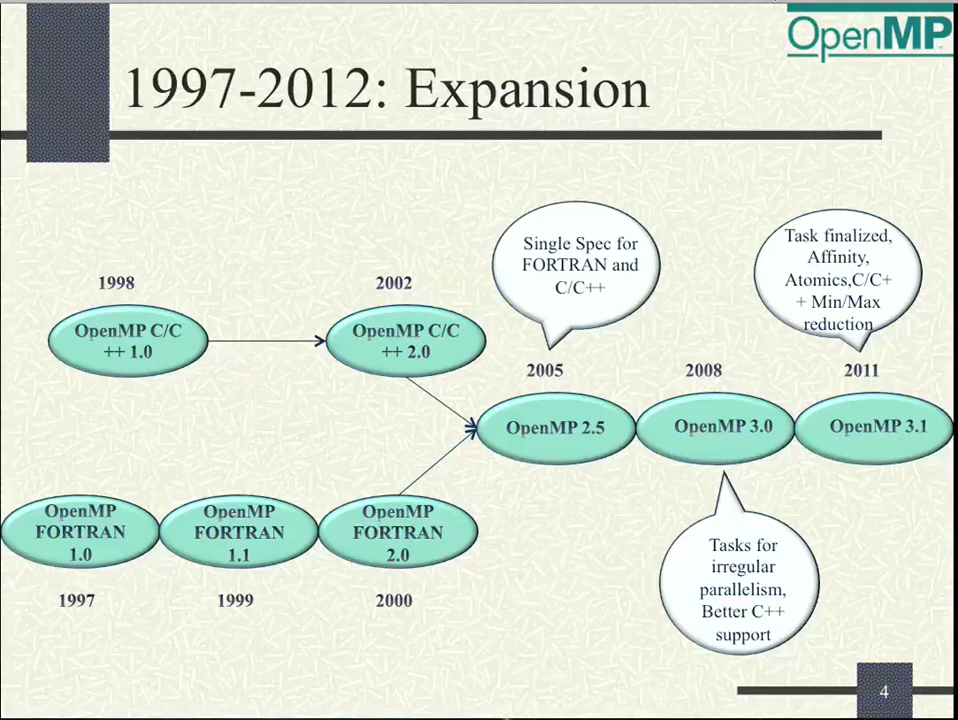 OpenMP
1997-2012: Expansion
Single Spec for
FORTRAN and
C/C++
Task finalized,
Affinity,
Atomics,C/C+
+ Min/Max
reduction
1998
2002
OpenMP C/C
++ 1.0
OpenMP C/C
++ 2.0
2005
2008
2011
OpenMP 2.5
OpenMP 3.0
OpenMP 3.1
OpenMP
FORTRAN
1.0
OpenMP
FORTRAN
1.1
OpenMP
FORTRAN
2.0
1997
1999
2000
Tasks for
irregular
parallelism,
Better C++
support
4